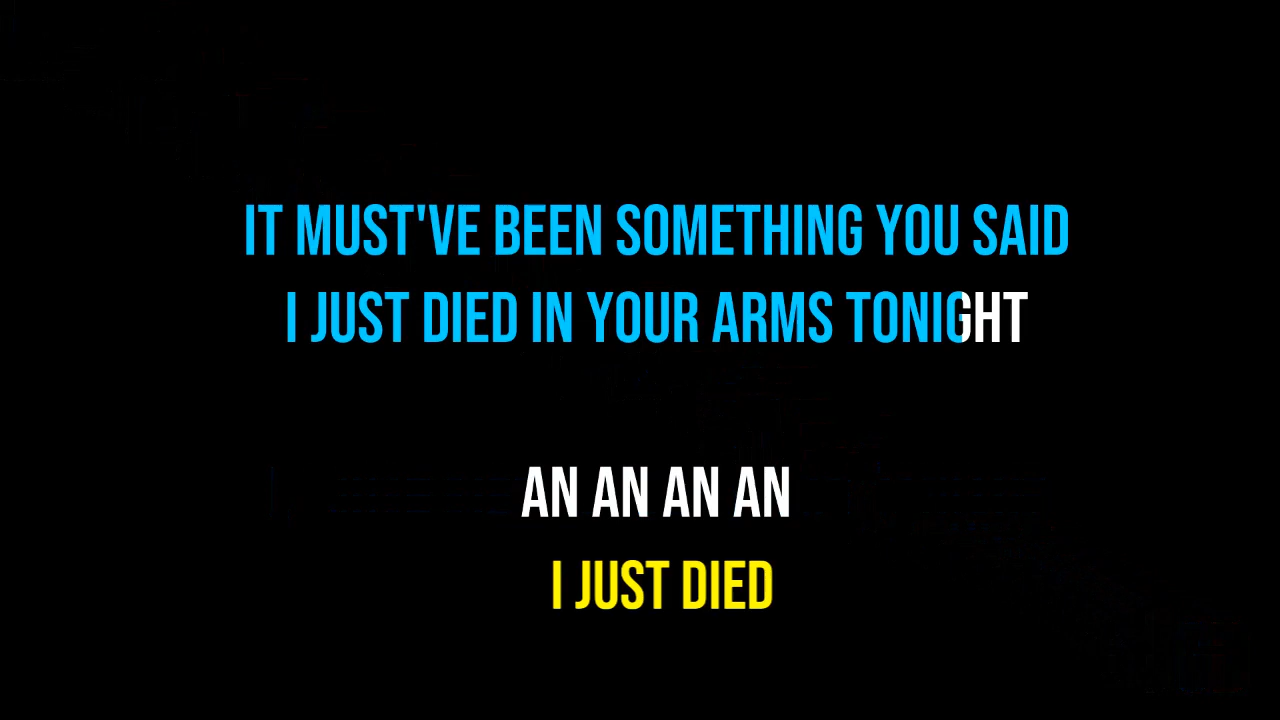 IT MUST'VE BEEN SOMETHING YOU SAID
I JUST DIED IN YOUR ARMS TONIGHT
AN AN AN AN
I JUST DIED